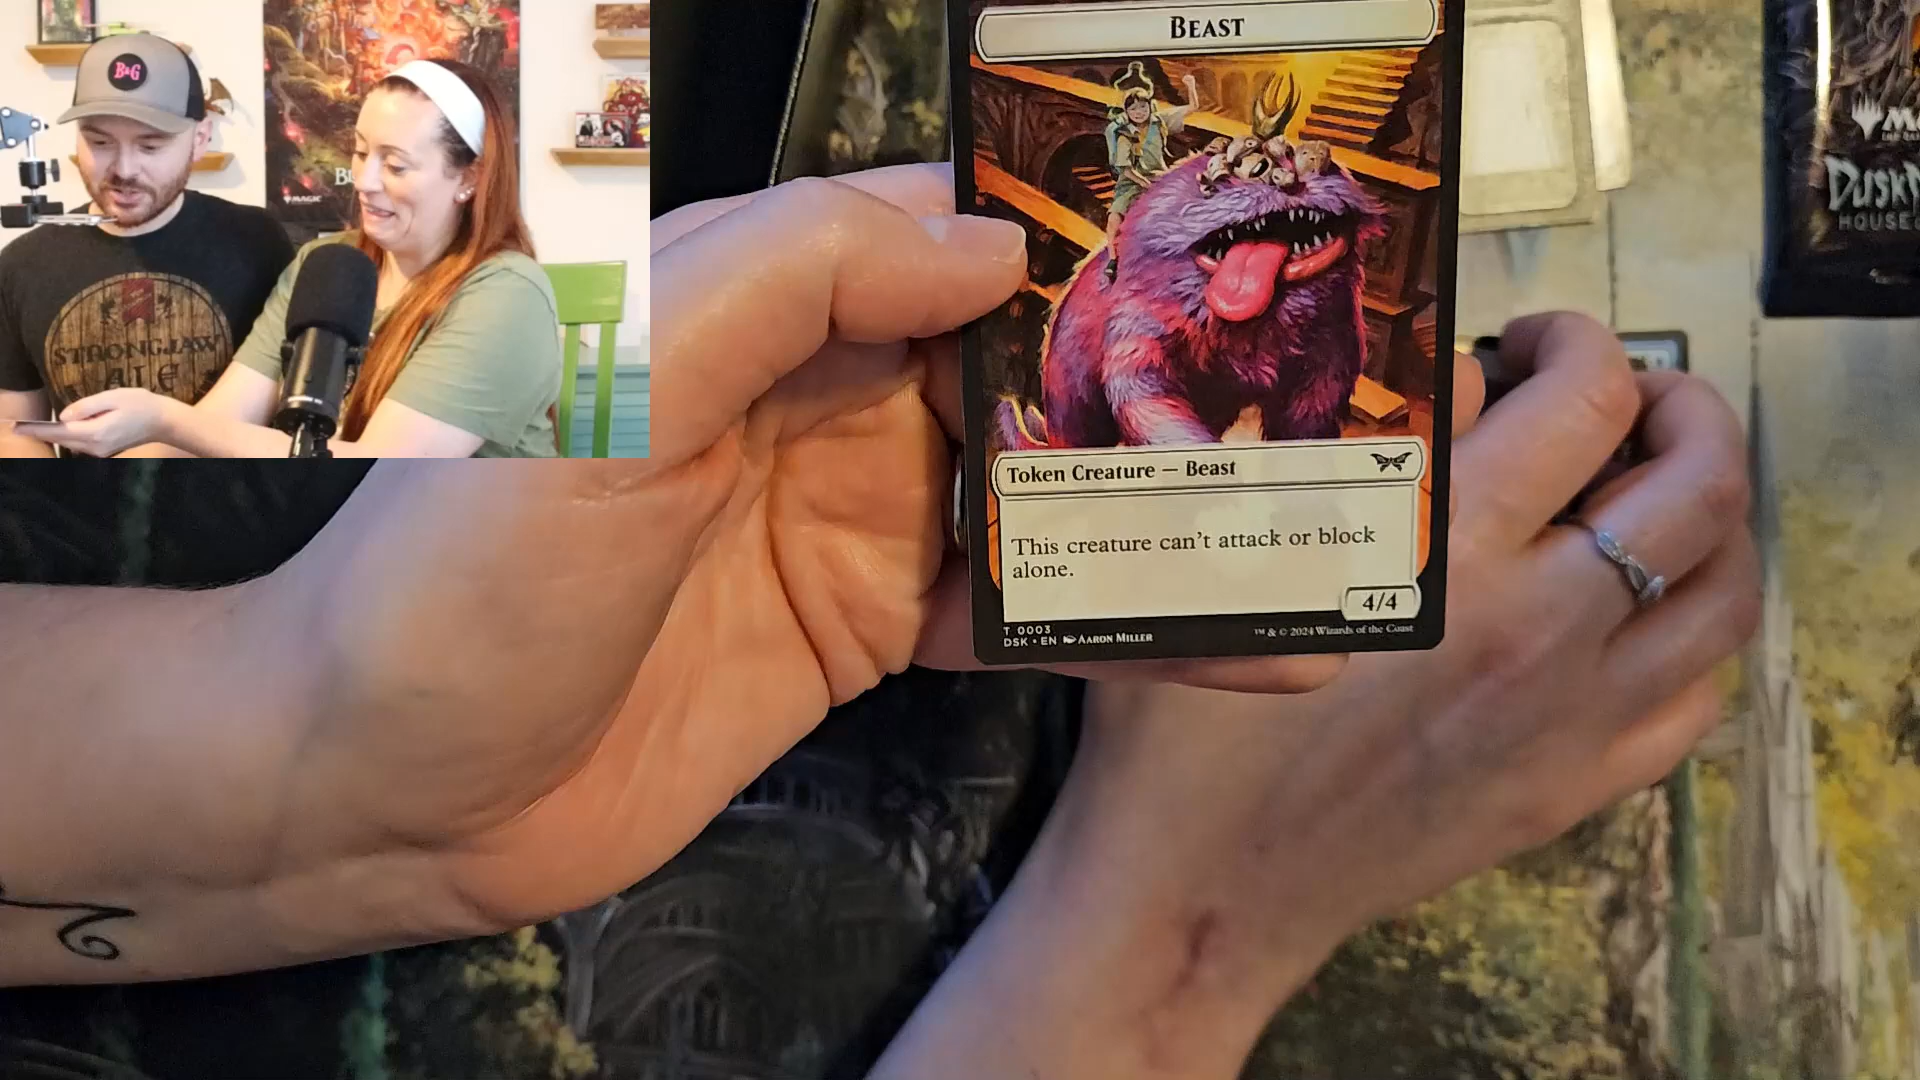 B&G
STRONGJAW
ALE
MAGIC
BEAST
Token Creature — Beast
This creature can't attack or block
alone.
4/4
T 0003
DSK • EN AARON MILLER
™ & © 2024 Wizards of the Coast